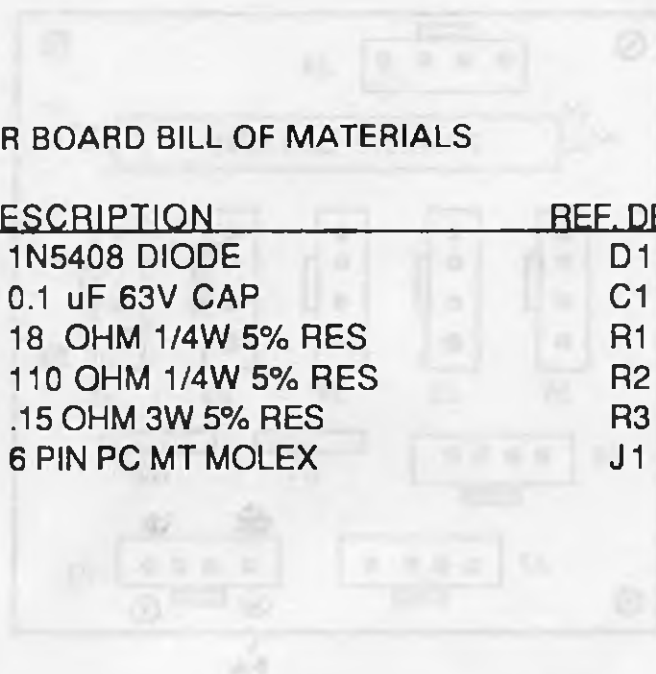 R BOARD BILL OF MATERIALS
ESCRIPTION REF. DE
1N5408 DIODE D1
0.1 uF 63V CAP C1
18 OHM 1/4W 5% RES R1
110 OHM 1/4W 5% RES R2
.15 OHM 3W 5% RES R3
6 PIN PC MT MOLEX J1